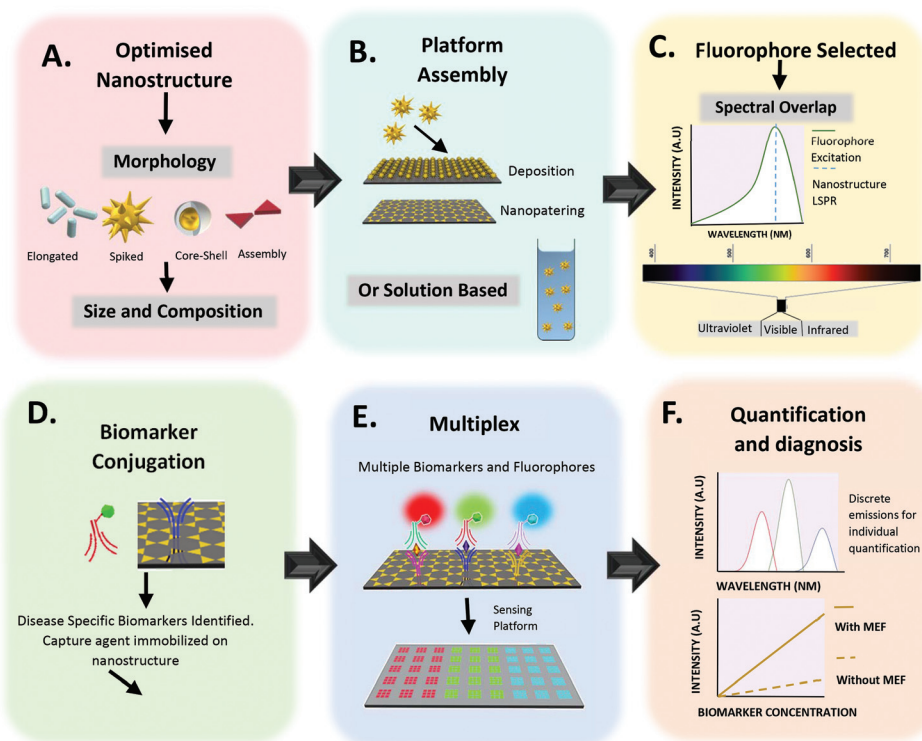 A.
Optimised
Nanostructure
Morphology
Elongated
Spiked
Core-Shell
Assembly
Size and Composition
B.
Platform
Assembly
Deposition
Nanopatering
Or Solution Based
C.
Fluorophore Selected
Spectral Overlap
INTENSITY (A.U)
WAVELENGTH (NM)
Fluorophore
Excitation
Nanostructure
LSPR
400
500
600
700
Ultraviolet
Visible
Infrared
D.
Biomarker
Conjugation
Disease Specific Biomarkers Identified.
Capture agent immobilized on
nanostructure
E.
Multiplex
Multiple Biomarkers and Fluorophores
Sensing
Platform
F.
Quantification
and diagnosis
INTENSITY (A.U)
WAVELENGTH (NM)
Discrete
emissions for
individual
quantification
INTENSITY (A.U)
BIOMARKER CONCENTRATION
With MEF
Without MEF